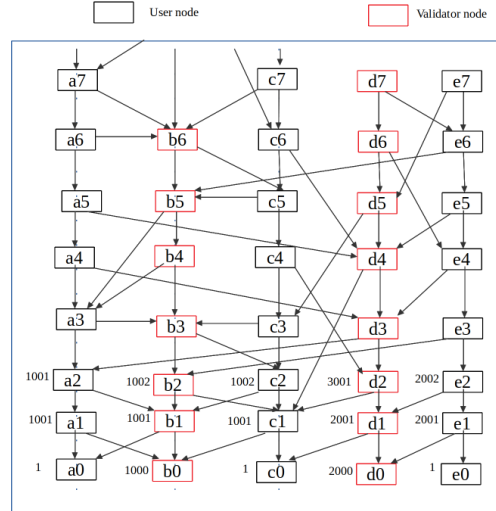 User node Validator node
a7 c7 d7 e7
a6 b6 c6 d6 e6
a5 b5 c5 d5 e5
a4 b4 c4 d4 e4
a3 b3 c3 d3 e3
1001 a2 1002 b2 1002 c2 3001 d2 2002 e2
1001 a1 1001 b1 1001 c1 2001 d1 2001 e1
1 a0 1000 b0 1 c0 2000 d0 1 e0